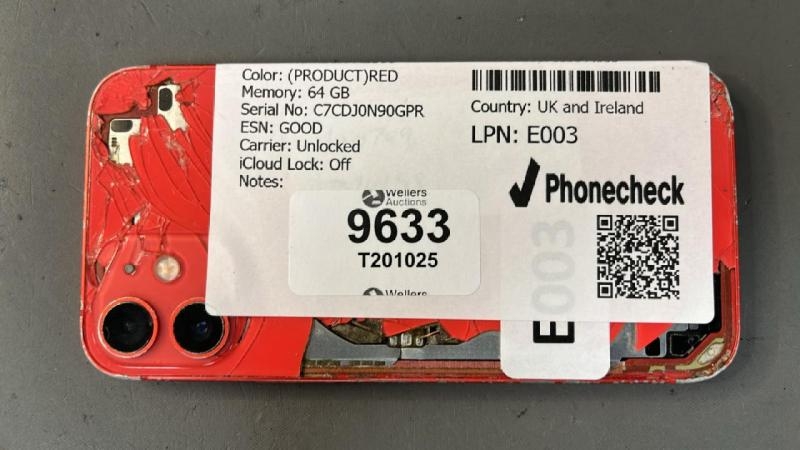 Color: (PRODUCT)RED
Memory: 64 GB
Serial No: C7CDJ0N90GPR
ESN: GOOD
Carrier: Unlocked
iCloud Lock: Off
Notes:
Country: UK and Ireland
LPN: E003
Phonecheck
Wellers
Auctions
9633
T201025
Wellers
E003